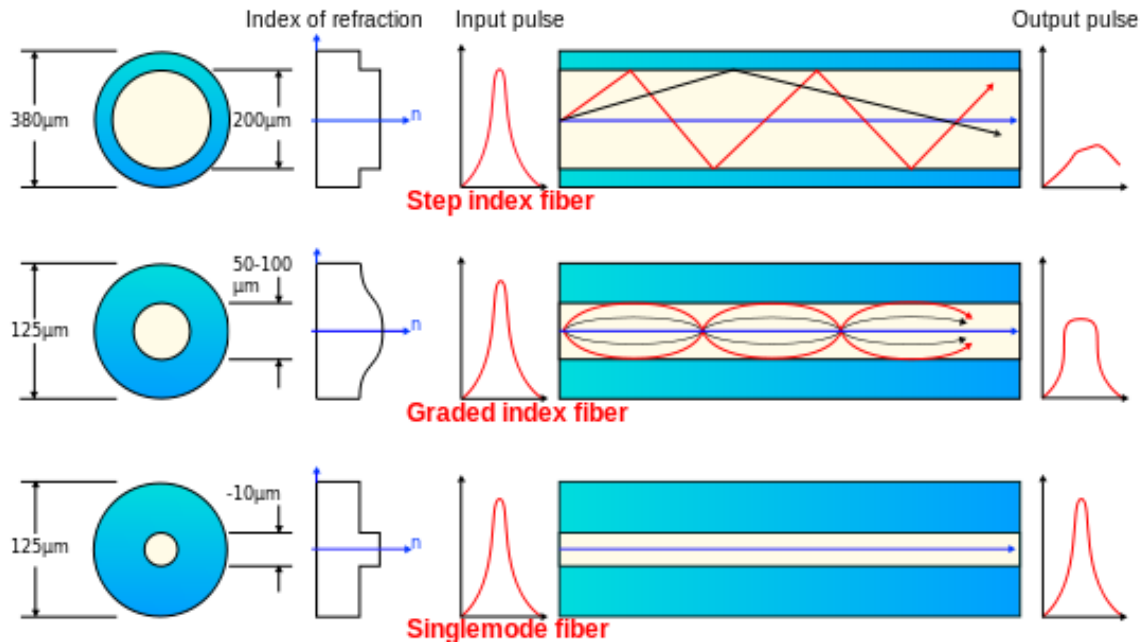 Index of refraction Input pulse Output pulse
380µm 200µm n
Step index fiber
50-100
µm
125µm n
Graded index fiber
-10µm
125µm n
Singlemode fiber